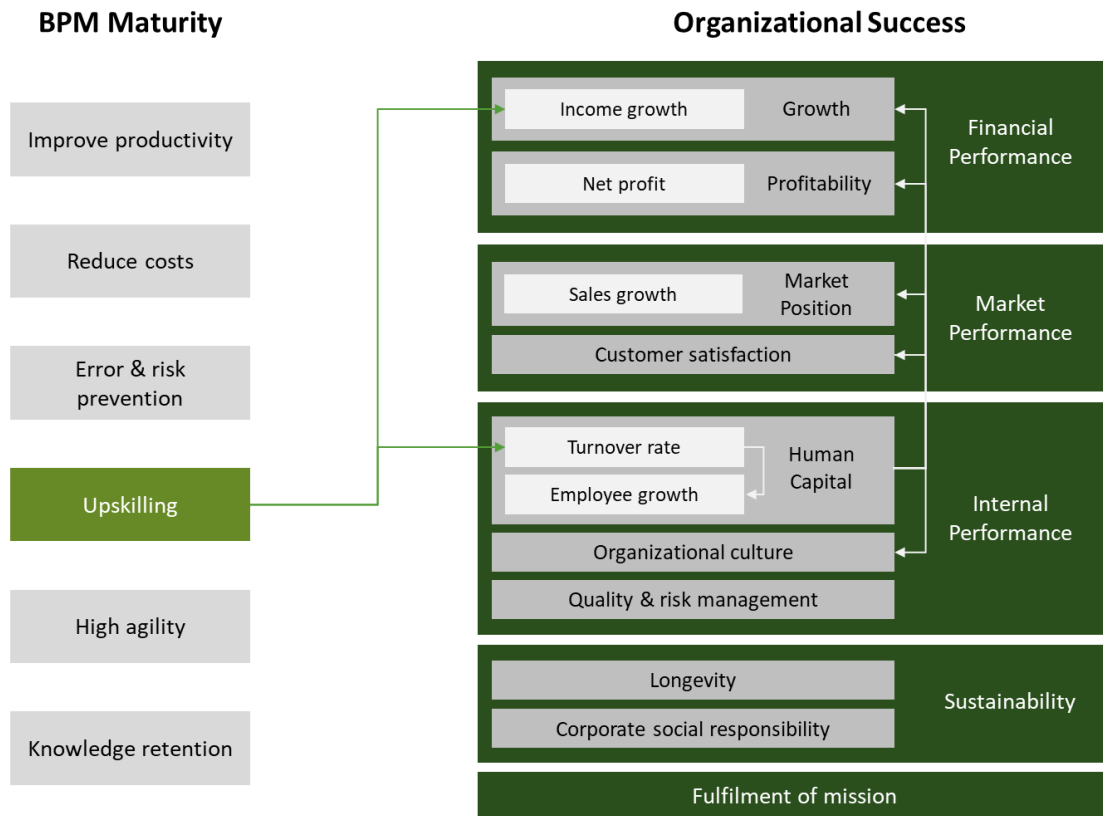 BPM Maturity
Improve productivity
Reduce costs
Error & risk
prevention
Upskilling
High agility
Knowledge retention
Organizational Success
Income growth
Growth
Net profit
Profitability
Financial
Performance
Sales growth
Market
Position
Customer satisfaction
Market
Performance
Turnover rate
Employee growth
Human
Capital
Organizational culture
Quality & risk management
Internal
Performance
Longevity
Corporate social responsibility
Sustainability
Fulfilment of mission